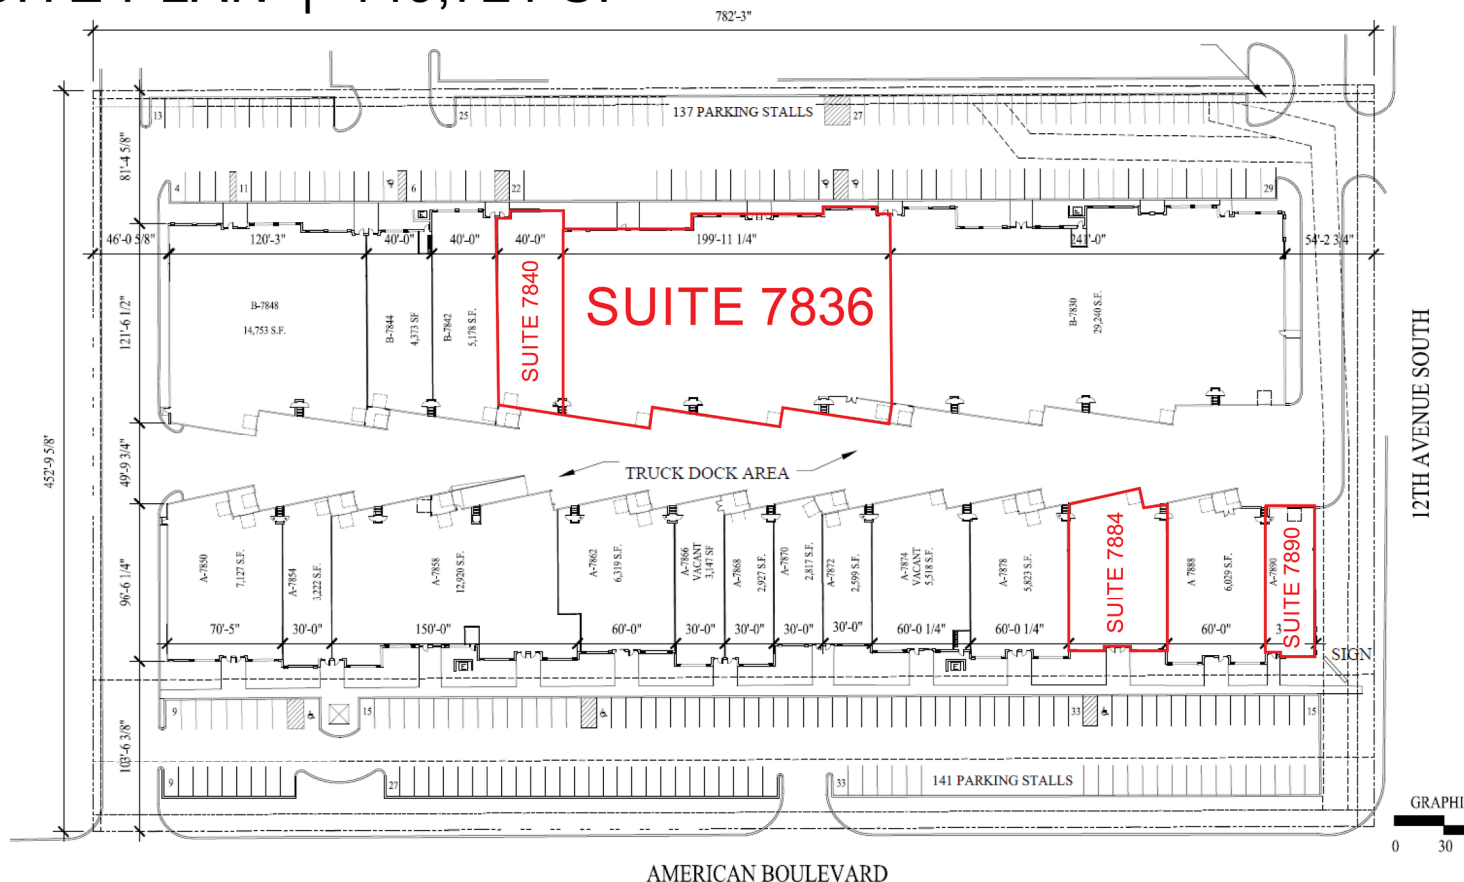 782'-3"
137 PARKING STALLS
13
25
27
4
11
6
22
29
81'-4 5/8"
46'-0 5/8"
120'-3"
40'-0"
40'-0"
40'-0"
199'-11 1/4"
241'-0"
54'-2 3/4"
121'-6 1/2"
B-7848
14,753 S.F.
B-7844
4,373 SF
B-7842
5,178 S.F.
SUITE 7840
SUITE 7836
B-7830
29,240 S.F.
12TH AVENUE SOUTH
452'-9 5/8"
49'-9 3/4"
TRUCK DOCK AREA
96'-6 1/4"
A-7850
7,127 S.F.
A-7854
3,222 S.F.
A-7858
12,920 S.F.
A-7862
6,319 S.F.
A-7866
VACANT
3,147 SF
A-7868
2,927 S.F.
A-7870
2,817 S.F.
A-7872
2,599 S.F.
A-7874
VACANT
5,518 S.F.
A-7878
5,823 S.F.
SUITE 7884
A 7888
6,029 S.F.
A-7890
SUITE 7890
70'-5"
30'-0"
150'-0"
60'-0"
30'-0"
30'-0"
30'-0"
30'-0"
60'-0 1/4"
60'-0 1/4"
60'-0"
3
E
E
E
SIGN
103'-6 3/8"
9
15
33
15
9
27
33
141 PARKING STALLS
GRAPHI
0 30
AMERICAN BOULEVARD